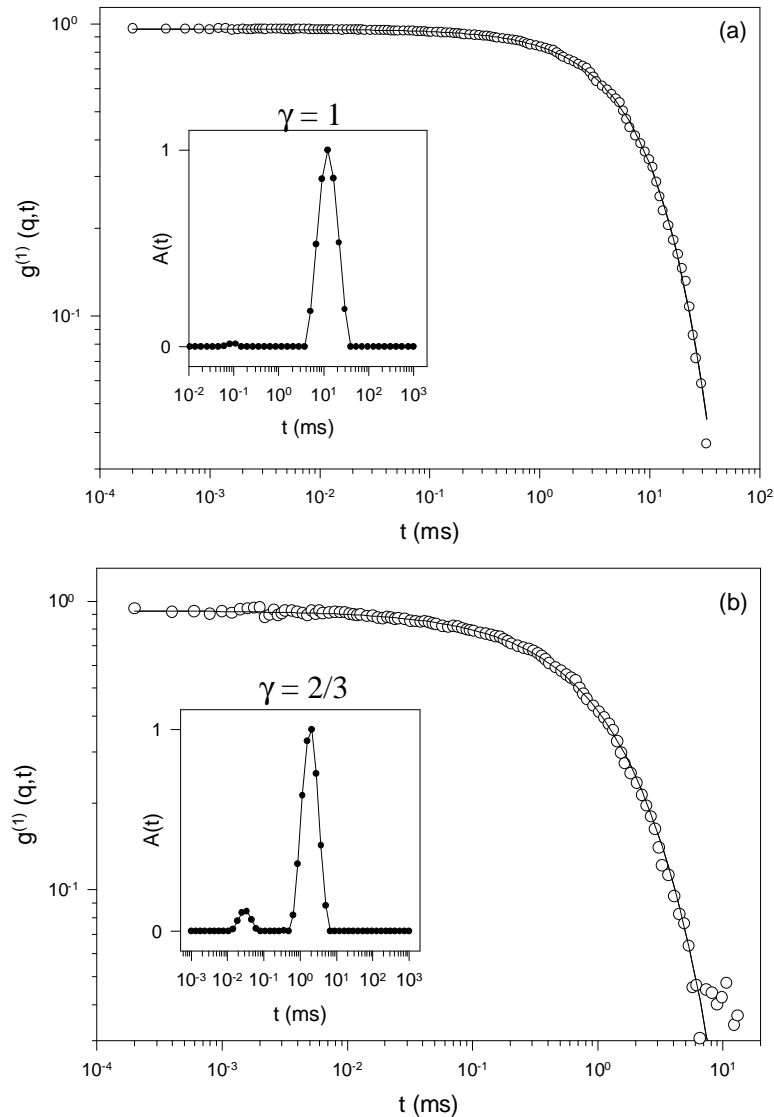 (a)
10⁰
10⁻¹
g⁽¹⁾ (q,t)
γ = 1
1
0
A(t)
10⁻² 10⁻¹ 10⁰ 10¹ 10² 10³
t (ms)
10⁻⁴ 10⁻³ 10⁻² 10⁻¹ 10⁰ 10¹ 10²
t (ms)
(b)
10⁰
10⁻¹
g⁽¹⁾ (q,t)
γ = 2/3
1
0
A(t)
10⁻³ 10⁻² 10⁻¹ 10⁰ 10¹ 10² 10³
t (ms)
10⁻⁴ 10⁻³ 10⁻² 10⁻¹ 10⁰ 10¹
t (ms)